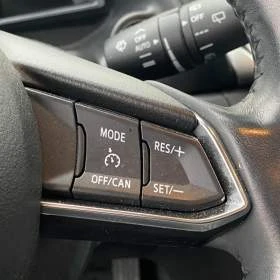 OFF
AUTO
MODE
RES/+
OFF/CAN
SET/−